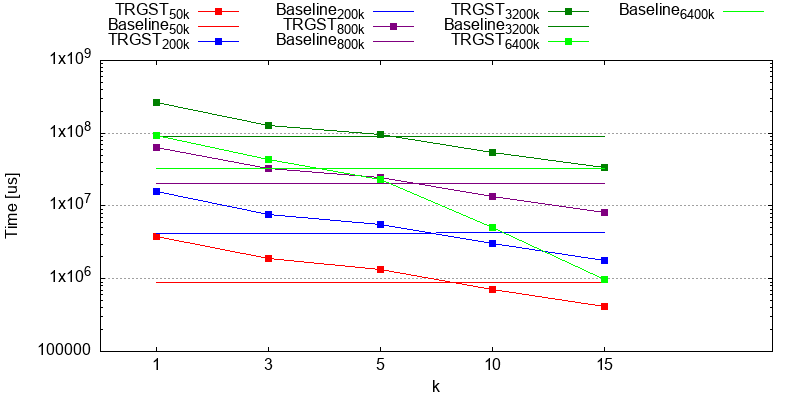 TRGST50k Baseline200k TRGST3200k Baseline6400k
Baseline50k TRGST800k Baseline3200k
TRGST200k Baseline800k TRGST6400k
1x10^9
1x10^8
1x10^7
1x10^6
100000
Time [us]
1 3 5 10 15
k